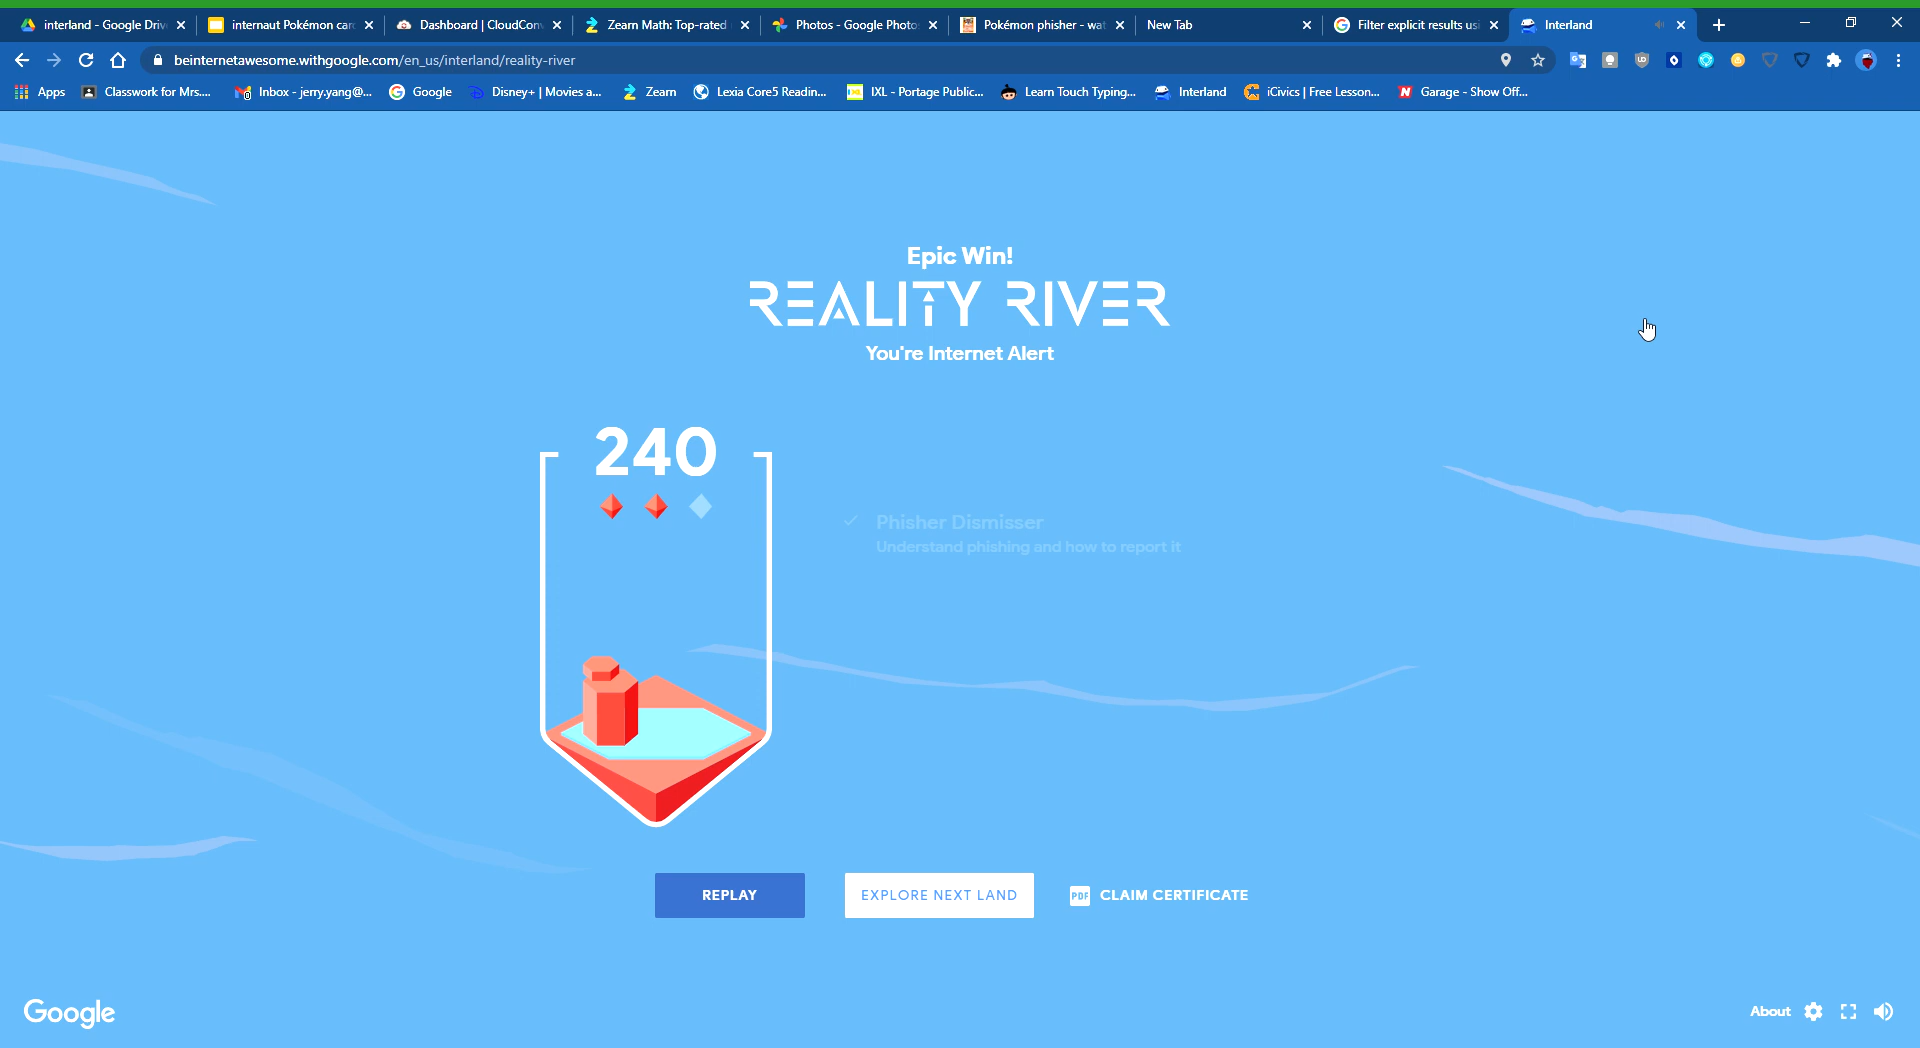 interland - Google Driv
internaut Pokémon car
Dashboard | CloudCon
Zearn Math: Top-rated
Photos - Google Photo
Pokémon phisher - wa
New Tab
Filter explicit results us
Interland
beinternetawesome.withgoogle.com/en_us/interland/reality-river
Apps
Classwork for Mrs....
Inbox - jerry.yang@...
Google
Disney+ | Movies a...
Zearn
Lexia Core5 Readin...
IXL - Portage Public...
Learn Touch Typing...
Interland
iCivics | Free Lesson...
Garage - Show Off...
Epic Win!
REALITY RIVER
You're Internet Alert
240
Phisher Dismisser
Understand phishing and how to report it
REPLAY
EXPLORE NEXT LAND
PDF
CLAIM CERTIFICATE
Google
About